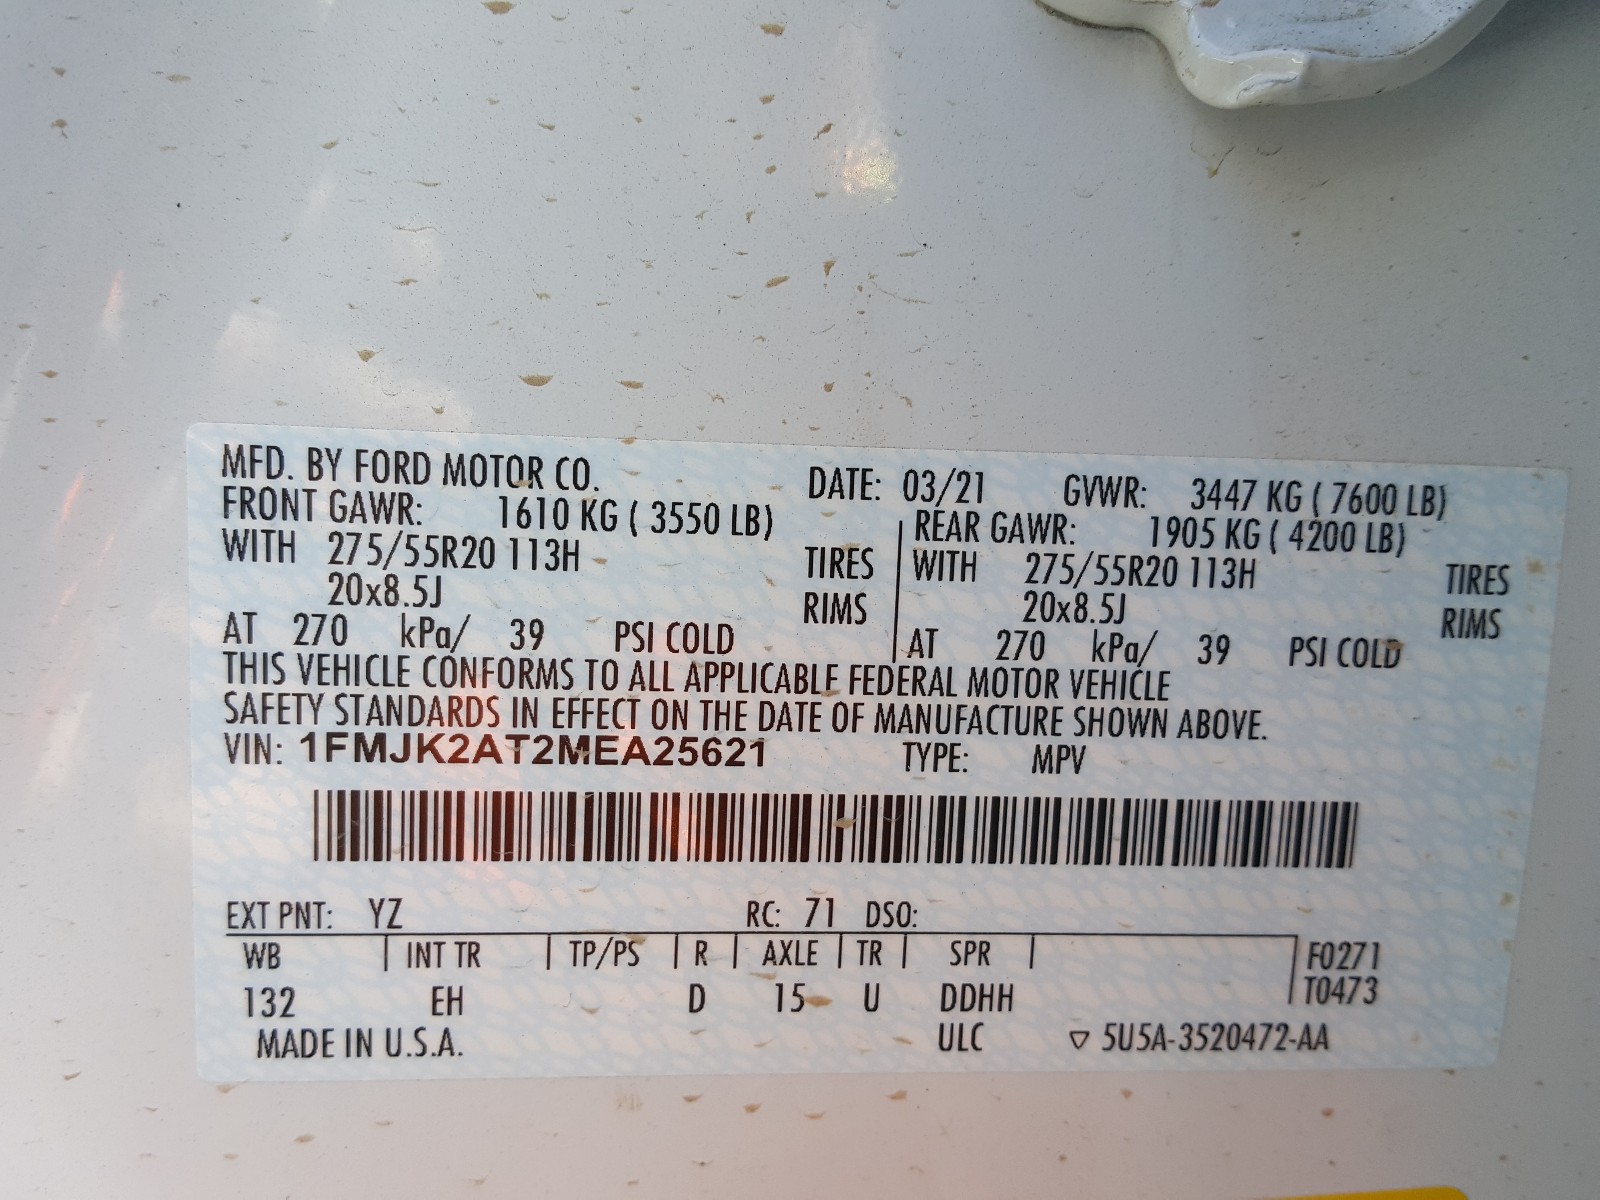 MFD. BY FORD MOTOR CO. DATE: 03/21 GVWR: 3447 KG ( 7600 LB)
FRONT GAWR: 1610 KG ( 3550 LB) REAR GAWR: 1905 KG ( 4200 LB)
WITH 275/55R20 113H TIRES WITH 275/55R20 113H TIRES
20x8.5J RIMS 20x8.5J RIMS
AT 270 kPa/ 39 PSI COLD AT 270 kPa/ 39 PSI COLD
THIS VEHICLE CONFORMS TO ALL APPLICABLE FEDERAL MOTOR VEHICLE
SAFETY STANDARDS IN EFFECT ON THE DATE OF MANUFACTURE SHOWN ABOVE.
VIN: 1FMJK2AT2MEA25621 TYPE: MPV
EXT PNT: YZ RC: 71 DSO:
WB INT TR TP/PS R AXLE TR SPR F0271
132 EH D 15 U DDHH T0473
MADE IN U.S.A. ULC ▽ 5U5A-3520472-AA